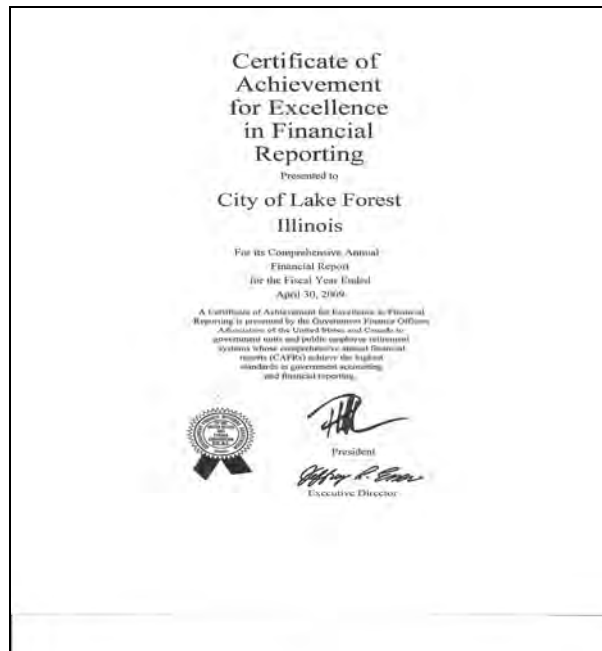 Certificate of
Achievement
for Excellence
in Financial
Reporting
Presented to
City of Lake Forest
Illinois
For its Comprehensive Annual
Financial Report
for the Fiscal Year Ended
April 30, 2009
A Certificate of Achievement for Excellence in Financial
Reporting is presented by the Government Finance Officers
Association of the United States and Canada to
government units and public employee retirement
systems whose comprehensive annual financial
reports (CAFRs) achieve the highest
standards in government accounting
and financial reporting.
President
Jeffrey R. Ener
Executive Director